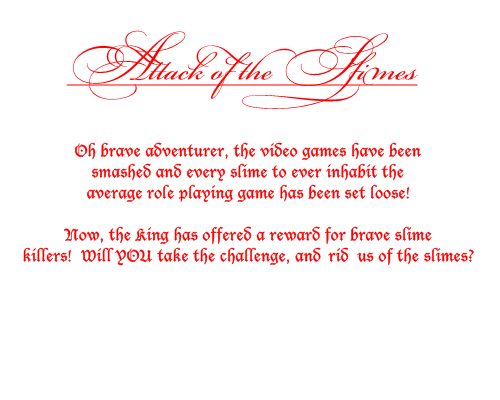 Attack of the Slimes
Oh brave adventurer, the video games have been
smashed and every slime to ever inhabit the
average role playing game has been set loose!
Now, the King has offered a reward for brave slime
killers! Will YOU take the challenge, and rid us of the slimes?